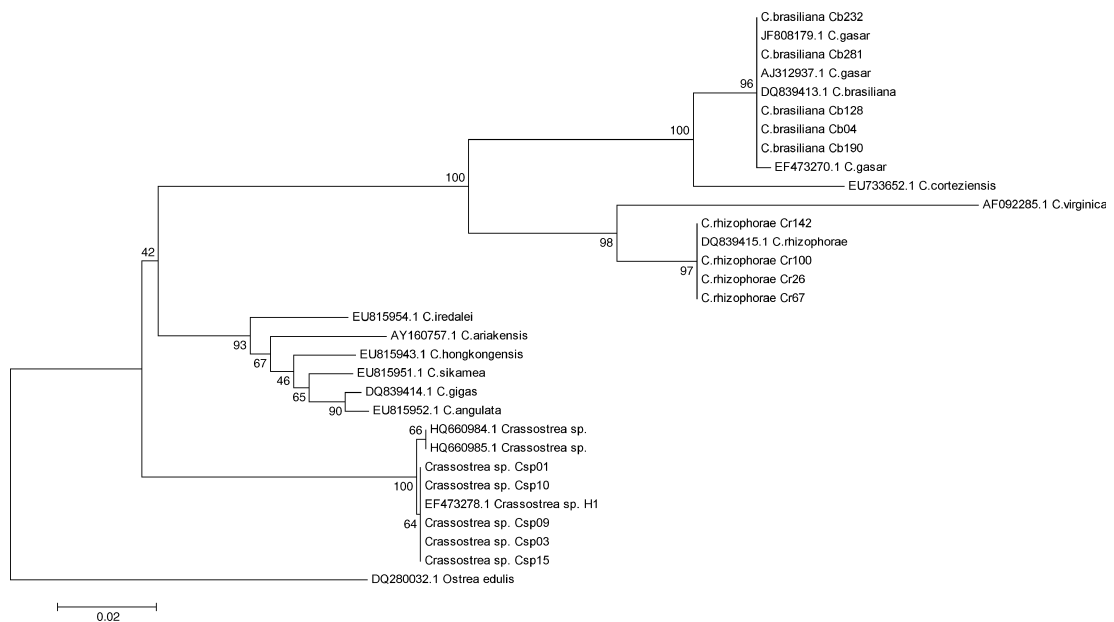 C.brasiliana Cb232
JF808179.1 C.gasar
C.brasiliana Cb281
AJ312937.1 C.gasar
96
DQ839413.1 C.brasiliana
C.brasiliana Cb128
C.brasiliana Cb04
100
C.brasiliana Cb190
EF473270.1 C.gasar
100
EU733652.1 C.corteziensis
AF092285.1 C.virginica
C.rhizophorae Cr142
98
DQ839415.1 C.rhizophorae
42
C.rhizophorae Cr100
97
C.rhizophorae Cr26
C.rhizophorae Cr67
EU815954.1 C.iredalei
93
AY160757.1 C.ariakensis
67
EU815943.1 C.hongkongensis
46
EU815951.1 C.sikamea
65
DQ839414.1 C.gigas
90
EU815952.1 C.angulata
66
HQ660984.1 Crassostrea sp.
HQ660985.1 Crassostrea sp.
Crassostrea sp. Csp01
100
Crassostrea sp. Csp10
EF473278.1 Crassostrea sp. H1
64
Crassostrea sp. Csp09
Crassostrea sp. Csp03
Crassostrea sp. Csp15
DQ280032.1 Ostrea edulis
0.02